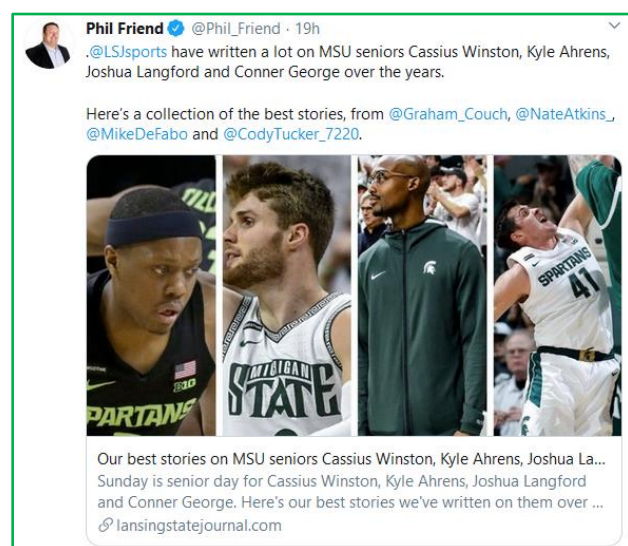 Phil Friend @Phil_Friend · 19h
.@LSJsports have written a lot on MSU seniors Cassius Winston, Kyle Ahrens,
Joshua Langford and Conner George over the years.
Here's a collection of the best stories, from @Graham_Couch, @NateAtkins_,
@MikeDeFabo and @CodyTucker_7220.
SPARTANS
B1G
MICHIGAN
STATE
SPARTANS
41
Our best stories on MSU seniors Cassius Winston, Kyle Ahrens, Joshua La...
Sunday is senior day for Cassius Winston, Kyle Ahrens, Joshua Langford
and Conner George. Here's our best stories we've written on them over ...
lansingstatejournal.com